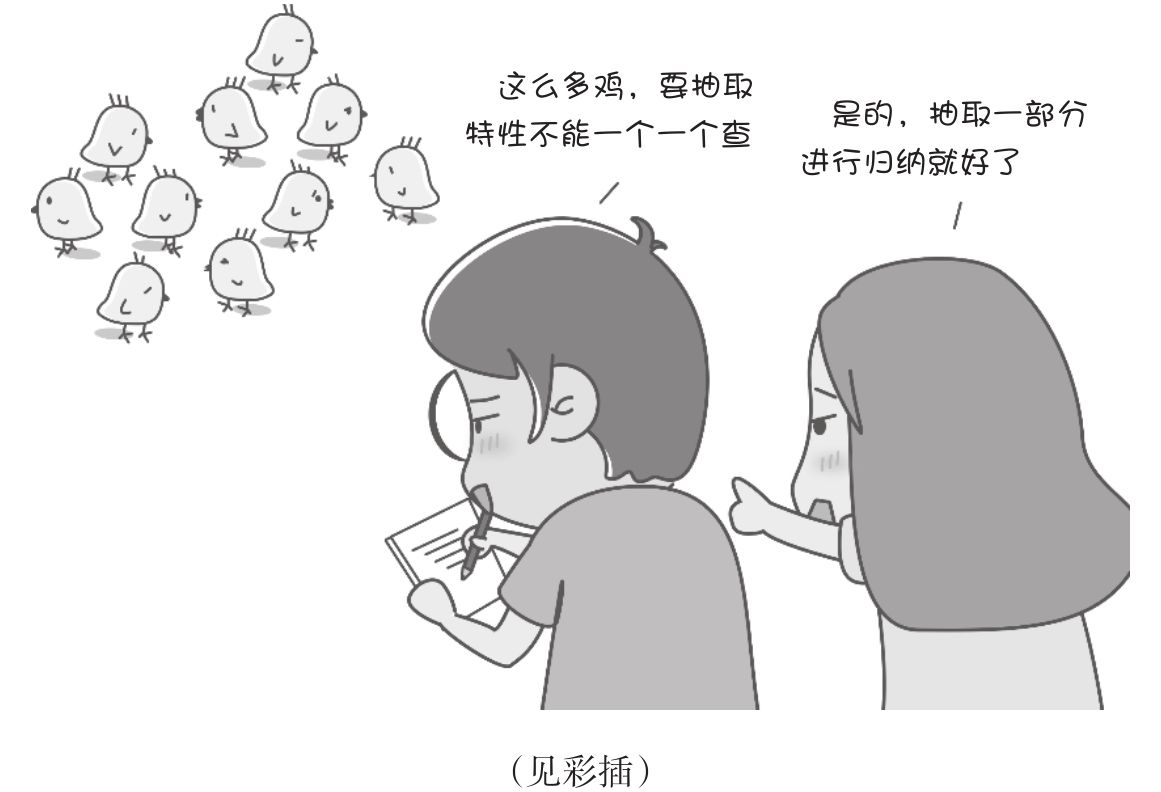 这么多鸡，要抽取
特性不能一个一个查
是的，抽取一部分
进行归纳就好了
（见彩插）